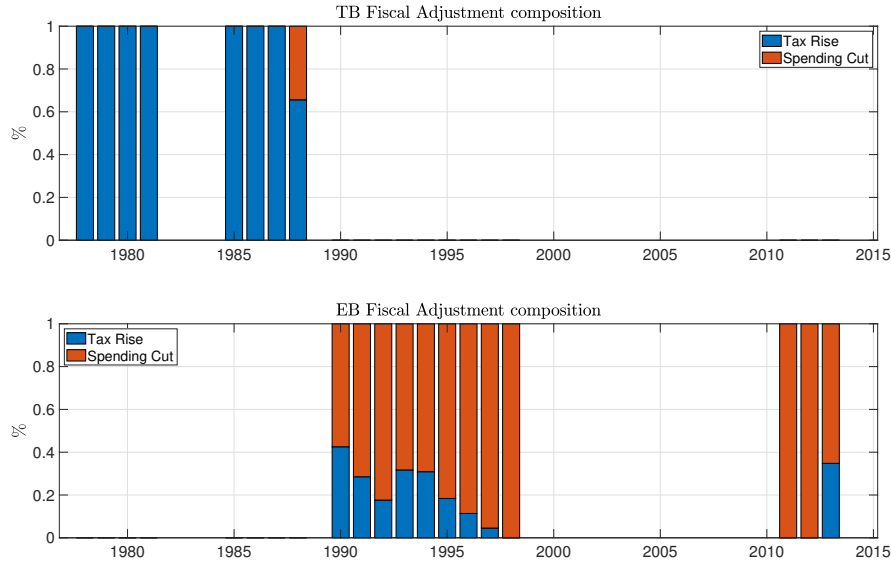 TB Fiscal Adjustment composition
1
0.8
0.6
0.4
0.2
0
%
Tax Rise
Spending Cut
1980 1985 1990 1995 2000 2005 2010 2015
EB Fiscal Adjustment composition
1
0.8
0.6
0.4
0.2
0
%
Tax Rise
Spending Cut
1980 1985 1990 1995 2000 2005 2010 2015